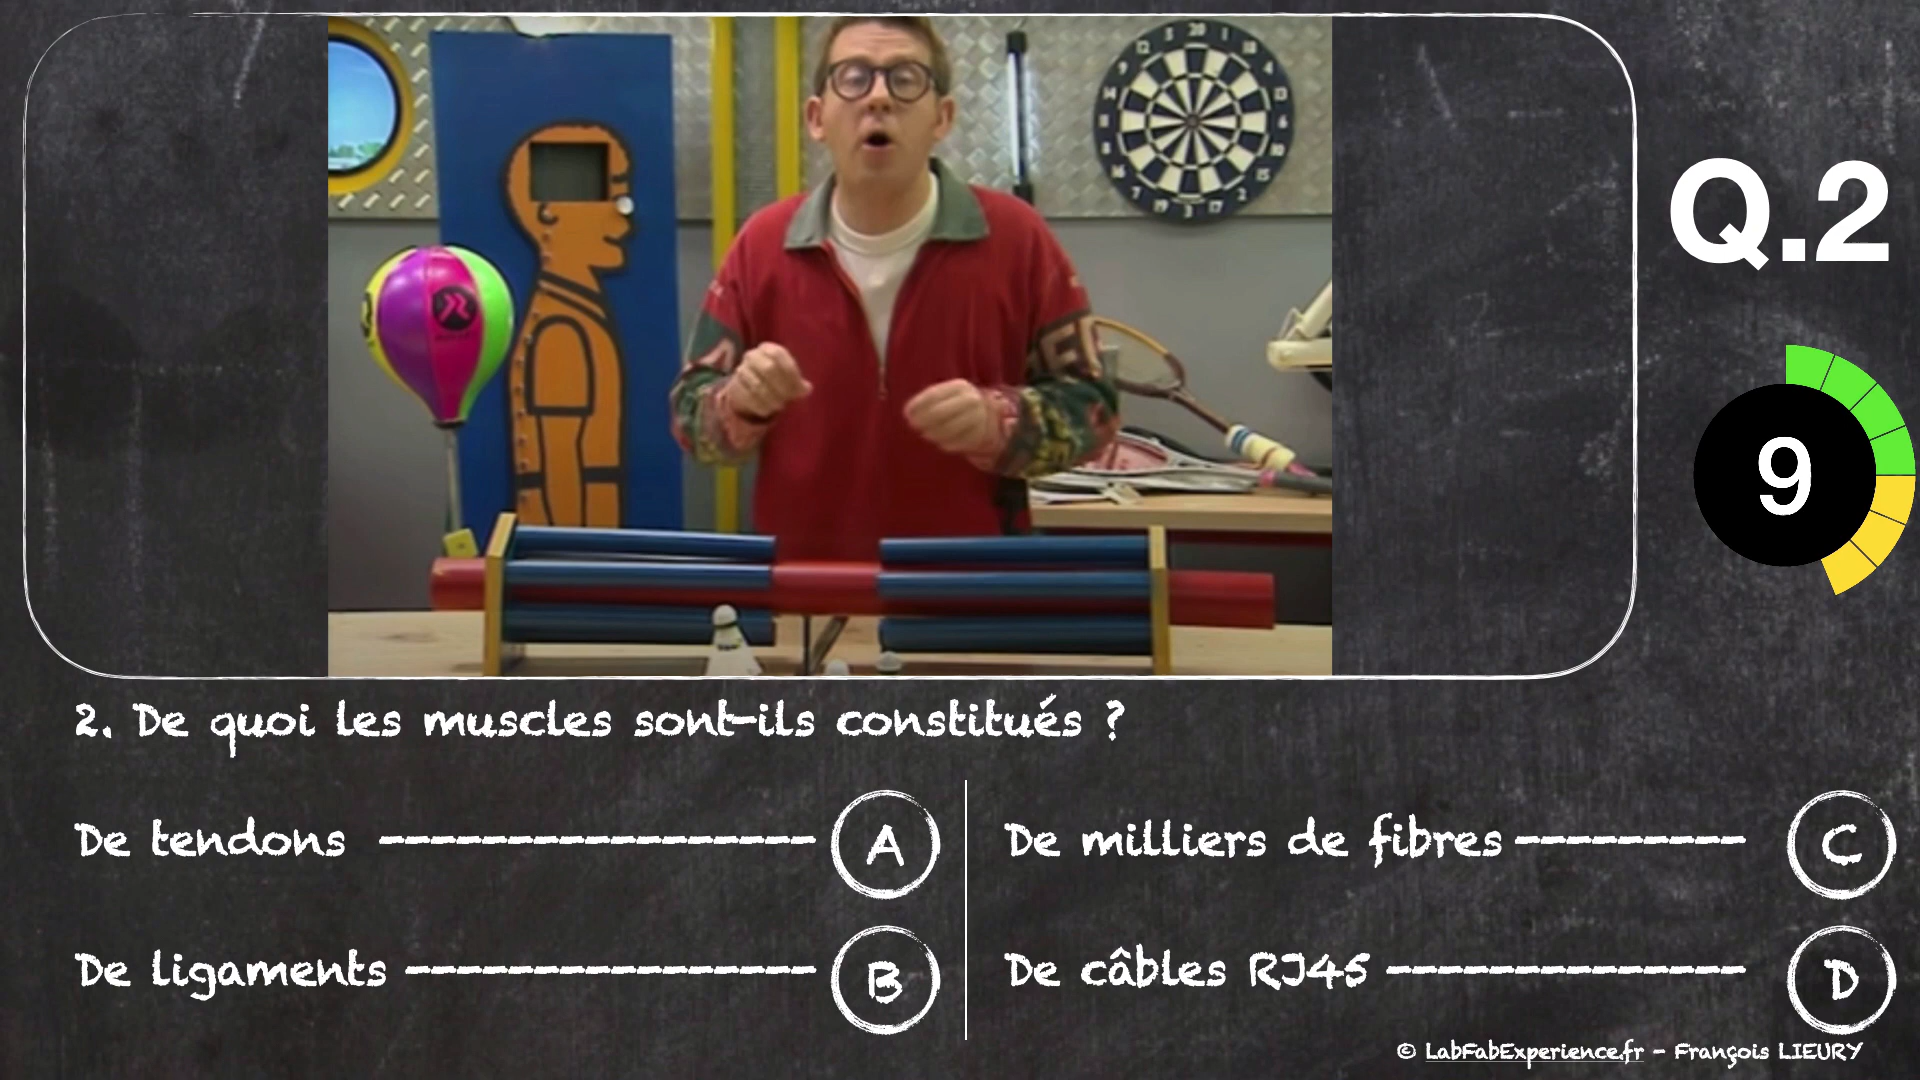 Q.2
9
2. De quoi les muscles sont-ils constitués ?
De tendons ----------------- A
De milliers de fibres --------- C
De ligaments ---------------- B
De câbles RJ45 -------------- D
© LabFabExperience.fr - François LIEURY